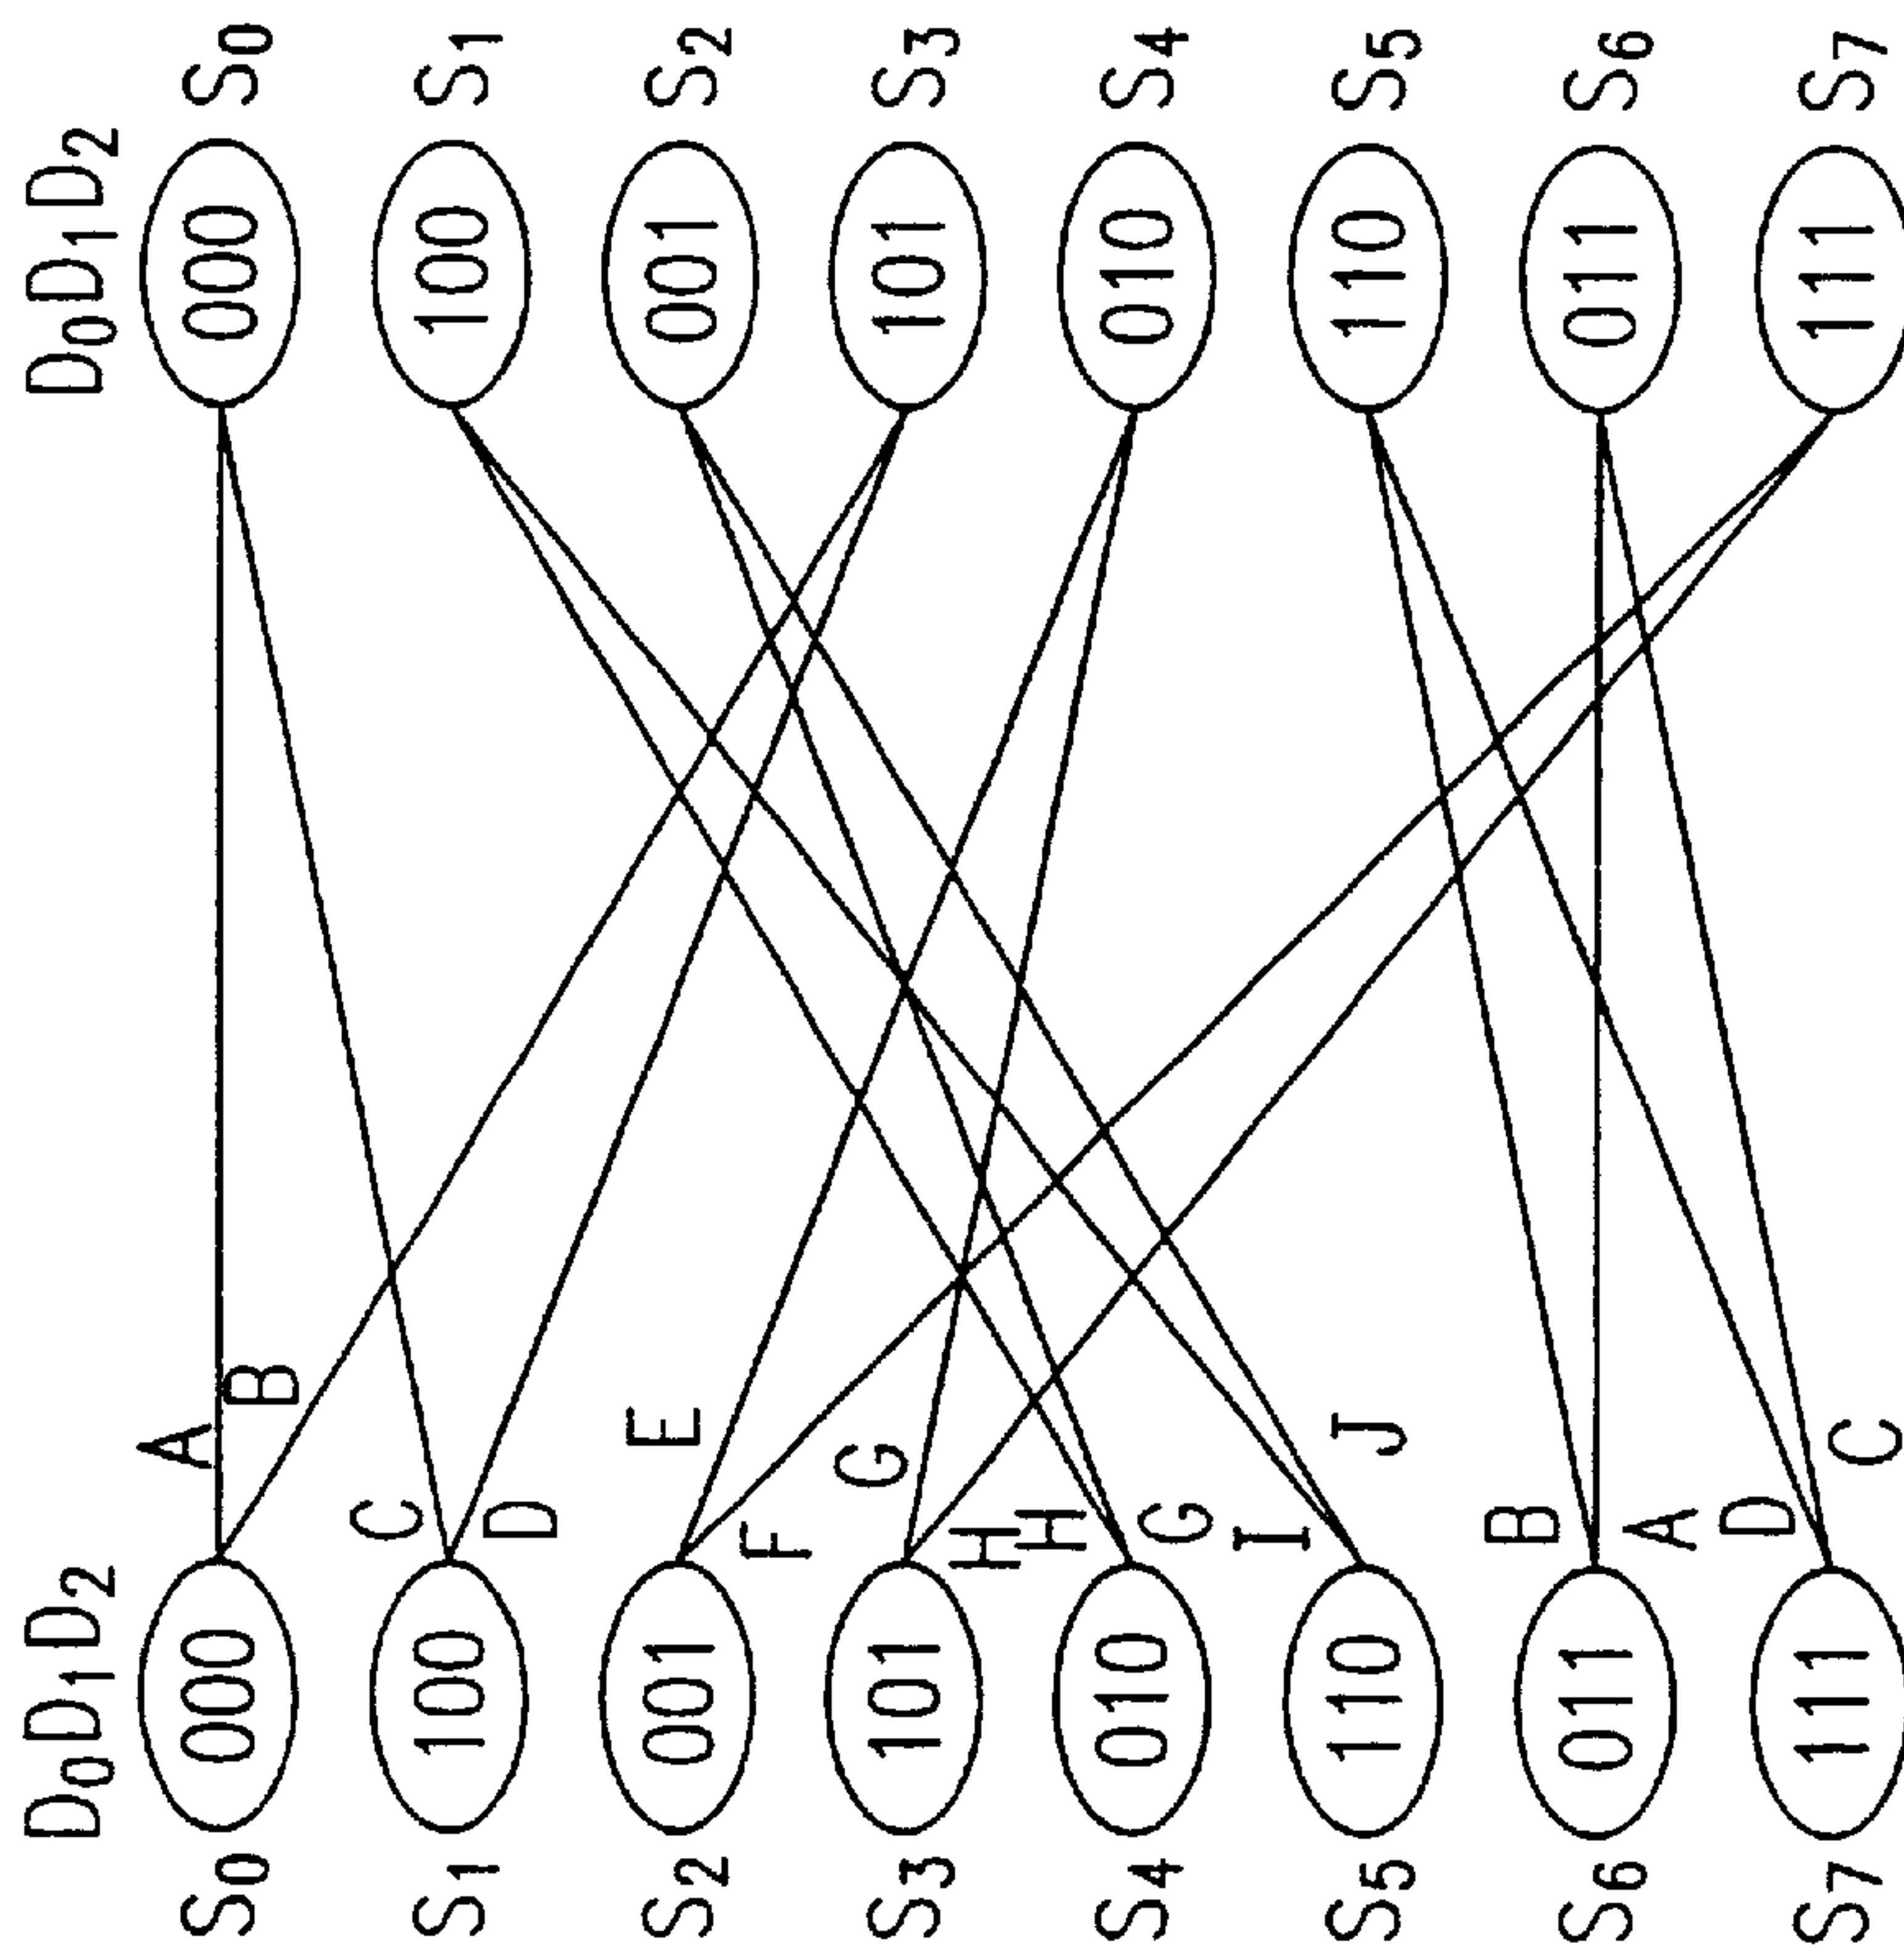 D0D1D2 D0D1D2
S0 000 A B 000 S0
S1 100 C D 100 S1
S2 001 E F 001 S2
S3 101 G H 101 S3
S4 010 H G 010 S4
S5 110 I J 110 S5
S6 011 B A 011 S6
S7 111 D C 111 S7